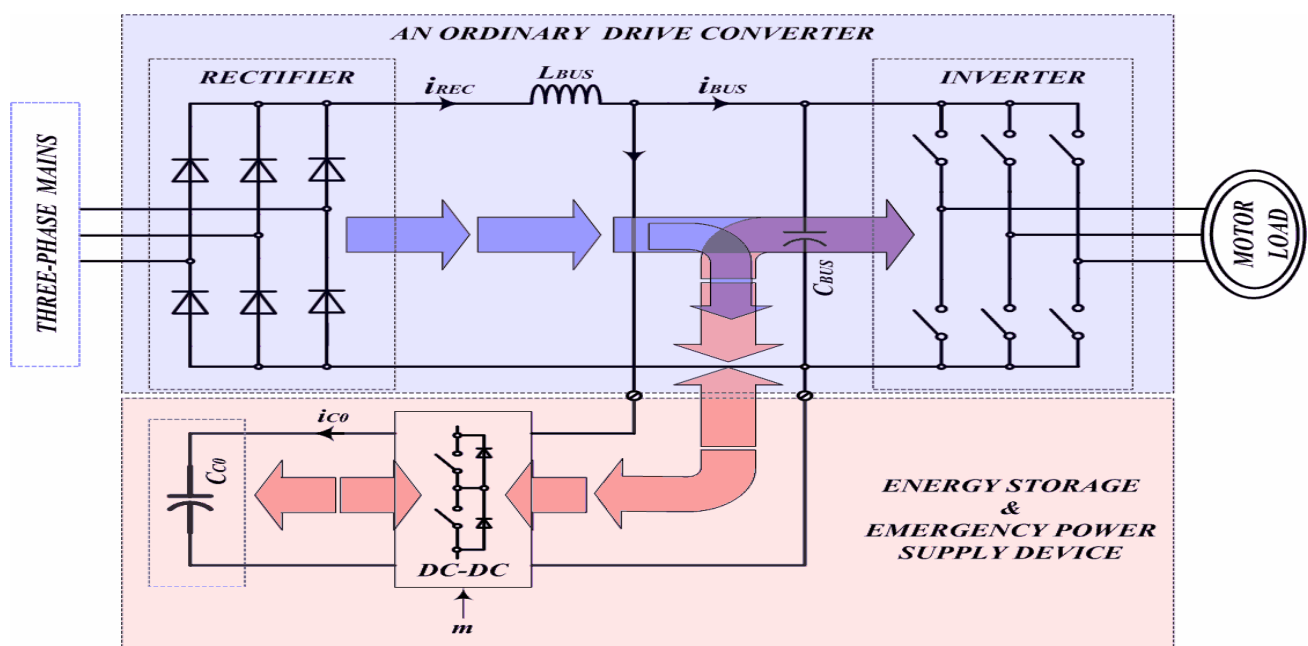 AN ORDINARY DRIVE CONVERTER
RECTIFIER
iREC
LBUS
iBUS
INVERTER
THREE-PHASE MAINS
CBUS
MOTOR
LOAD
iC0
CC0
DC-DC
m
ENERGY STORAGE
&
EMERGENCY POWER
SUPPLY DEVICE